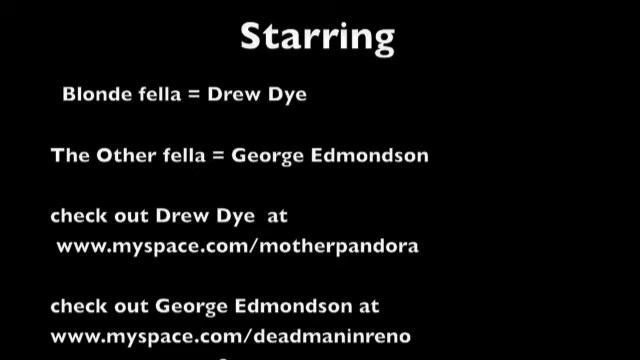 Starring
Blonde fella = Drew Dye
The Other fella = George Edmondson
check out Drew Dye at
www.myspace.com/motherpandora
check out George Edmondson at
www.myspace.com/deadmaninreno